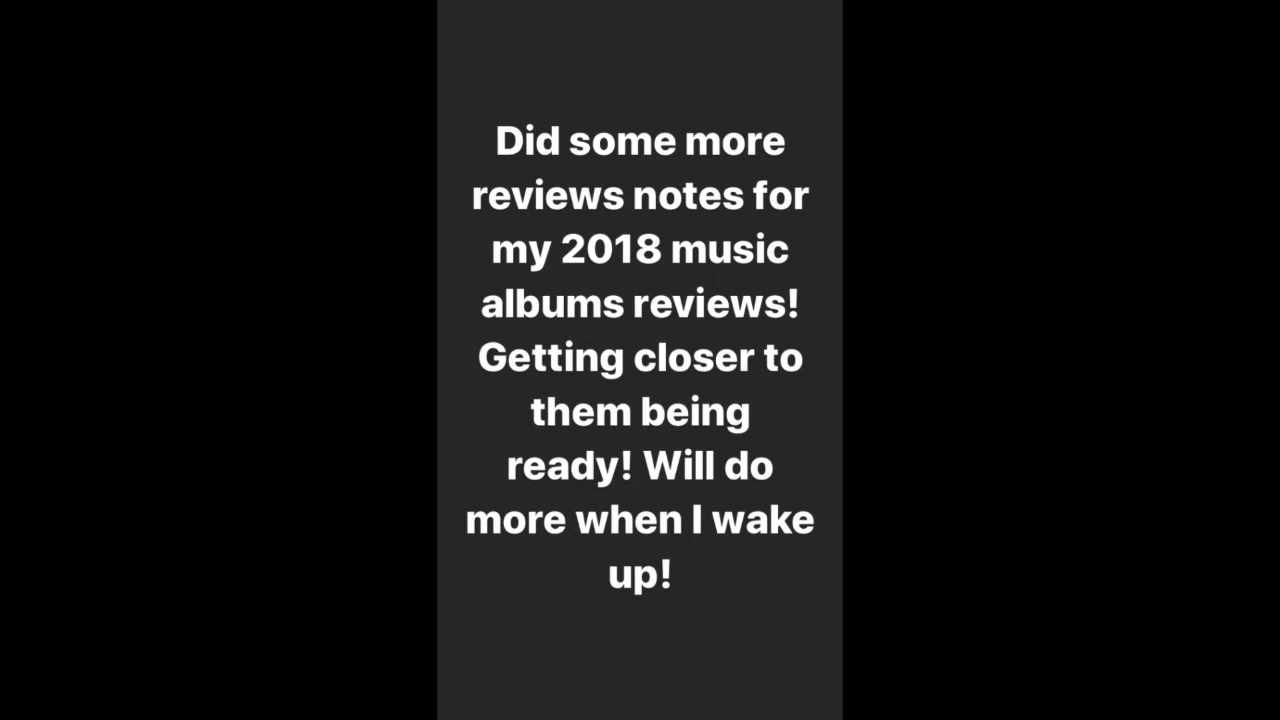 Did some more
reviews notes for
my 2018 music
albums reviews!
Getting closer to
them being
ready! Will do
more when I wake
up!